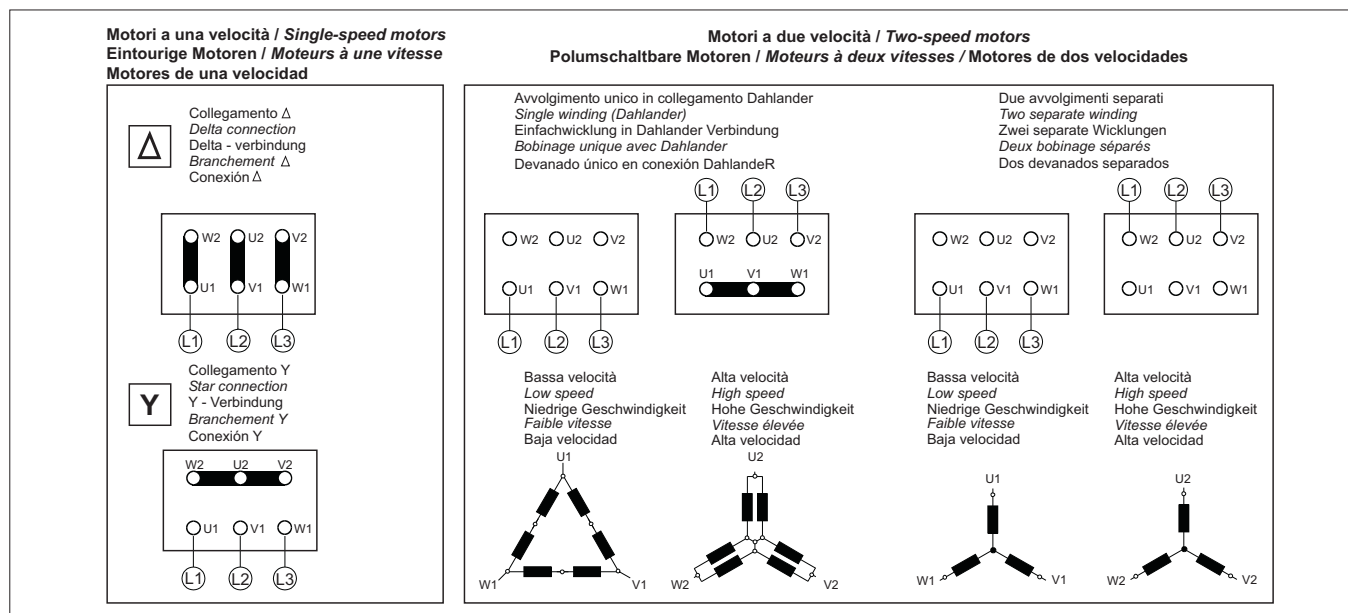 Motori a una velocità / Single-speed motors
Eintourige Motoren / Moteurs à une vitesse
Motores de una velocidad
Δ
Collegamento Δ
Delta connection
Delta - verbindung
Branchement Δ
Conexión Δ
W2 U2 V2
U1 V1 W1
L1 L2 L3
Y
Collegamento Y
Star connection
Y - Verbindung
Branchement Y
Conexión Y
W2 U2 V2
U1 V1 W1
L1 L2 L3
Motori a due velocità / Two-speed motors
Polumschaltbare Motoren / Moteurs à deux vitesses / Motores de dos velocidades
Avvolgimento unico in collegamento Dahlander
Single winding (Dahlander)
Einfachwicklung in Dahlander Verbindung
Bobinage unique avec Dahlander
Devanado único en conexión DahlandeR
W2 U2 V2
U1 V1 W1
L1 L2 L3
Bassa velocità
Low speed
Niedrige Geschwindigkeit
Faible vitesse
Baja velocidad
U1
W1 V1
L1 L2 L3
W2 U2 V2
U1 V1 W1
Alta velocità
High speed
Hohe Geschwindigkeit
Vitesse élevée
Alta velocidad
U2
W2 V2
Due avvolgimenti separati
Two separate winding
Zwei separate Wicklungen
Deux bobinage séparés
Dos devanados separados
W2 U2 V2
U1 V1 W1
L1 L2 L3
Bassa velocità
Low speed
Niedrige Geschwindigkeit
Faible vitesse
Baja velocidad
U1
W1 V1
L1 L2 L3
W2 U2 V2
U1 V1 W1
Alta velocità
High speed
Hohe Geschwindigkeit
Vitesse élevée
Alta velocidad
U2
W2 V2